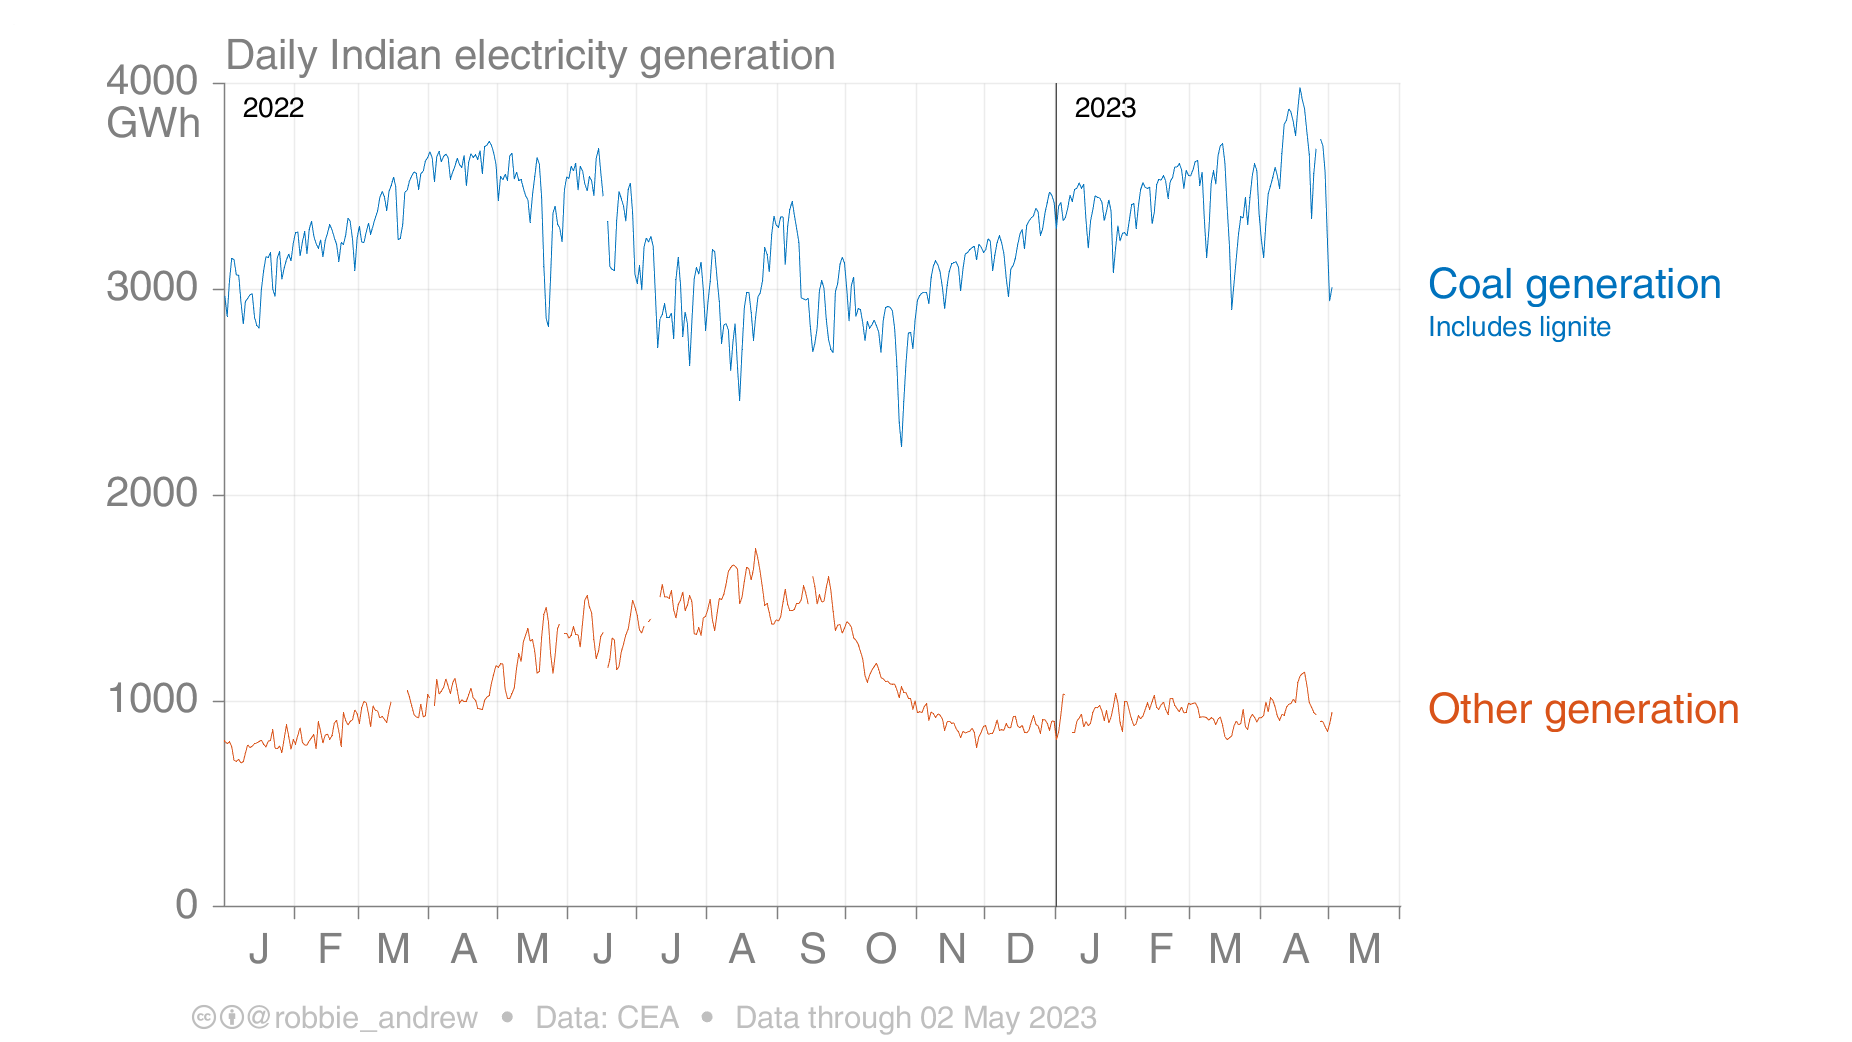 Daily Indian electricity generation
4000
GWh
2022
2023
3000
Coal generation
Includes lignite
2000
1000
Other generation
0
J F M A M J J A S O N D J F M A M
@robbie_andrew • Data: CEA • Data through 02 May 2023